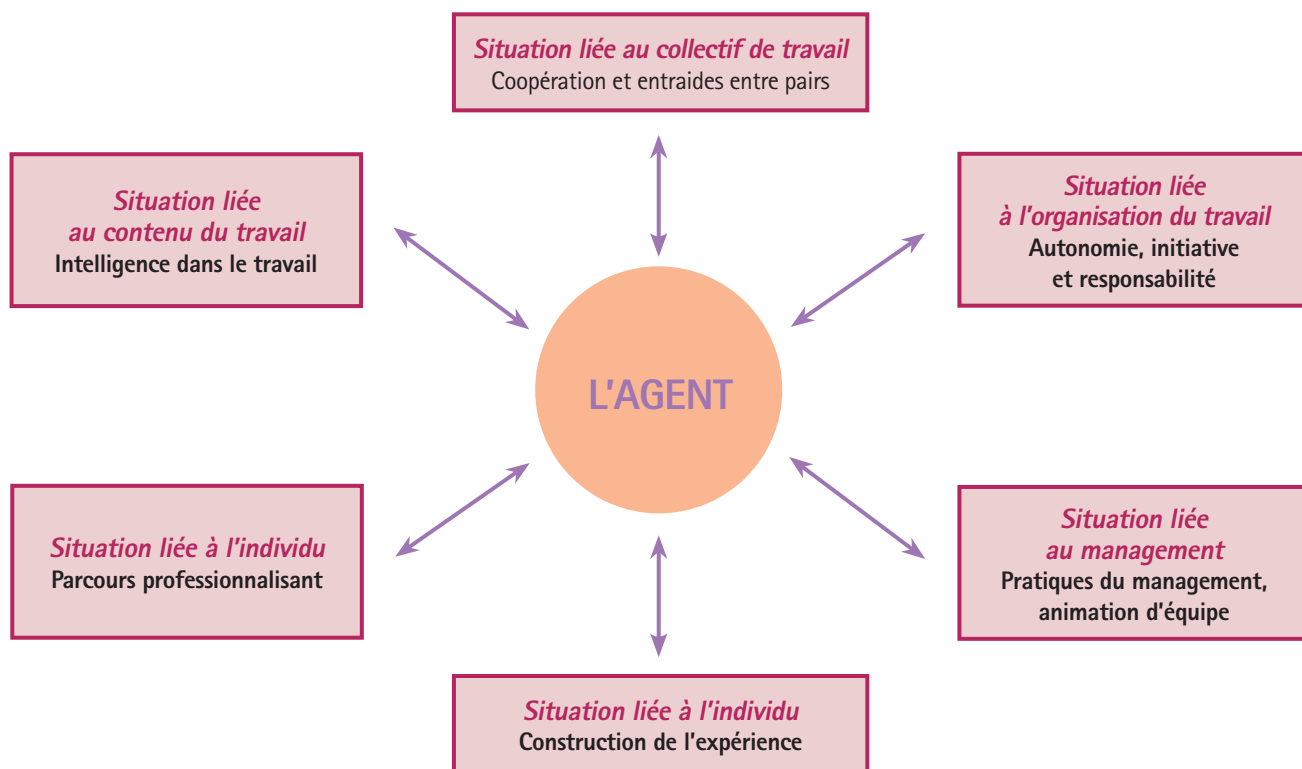 Situation liée au collectif de travail
Coopération et entraides entre pairs
Situation liée
au contenu du travail
Intelligence dans le travail
Situation liée
à l'organisation du travail
Autonomie, initiative
et responsabilité
L'AGENT
Situation liée à l'individu
Parcours professionnalisant
Situation liée
au management
Pratiques du management,
animation d'équipe
Situation liée à l'individu
Construction de l'expérience